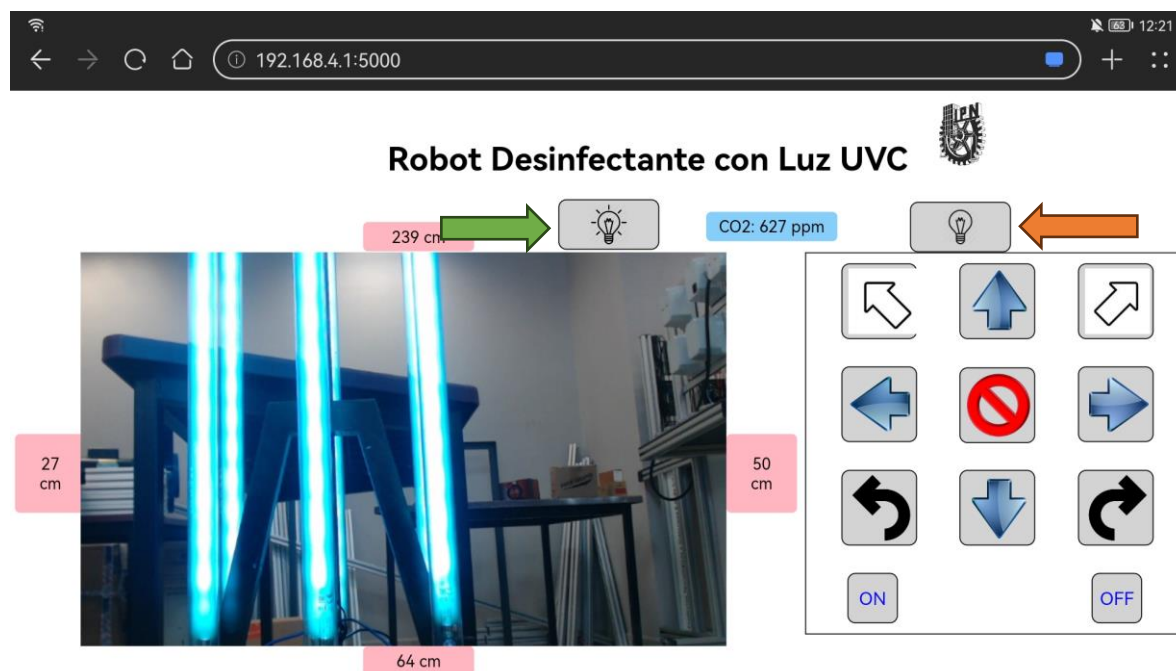 63 12:21
192.168.4.1:5000
IPN
Robot Desinfectante con Luz UVC
239 cm
CO2: 627 ppm
27
cm
50
cm
ON
OFF
64 cm